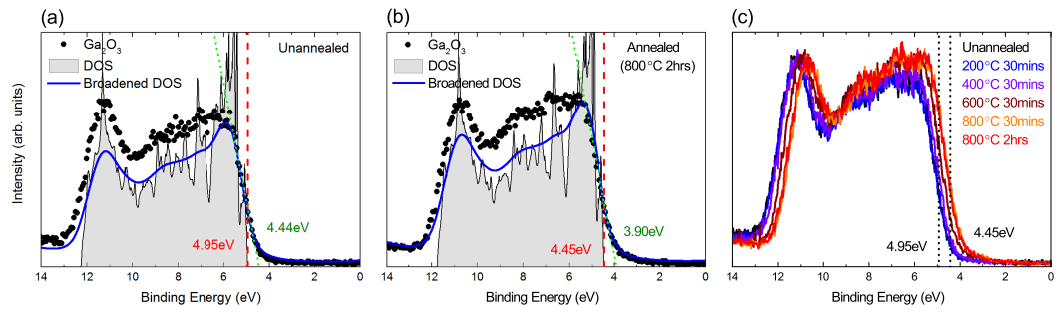 (a)
Ga₂O₃
DOS
Broadened DOS
Unannealed
4.95eV
4.44eV
Intensity (arb. units)
14 12 10 8 6 4 2 0
Binding Energy (eV)
(b)
Ga₂O₃
DOS
Broadened DOS
Annealed
(800°C 2hrs)
4.45eV
3.90eV
14 12 10 8 6 4 2 0
Binding Energy (eV)
(c)
Unannealed
200°C 30mins
400°C 30mins
600°C 30mins
800°C 30mins
800°C 2hrs
4.95eV
4.45eV
14 12 10 8 6 4 2 0
Binding Energy (eV)